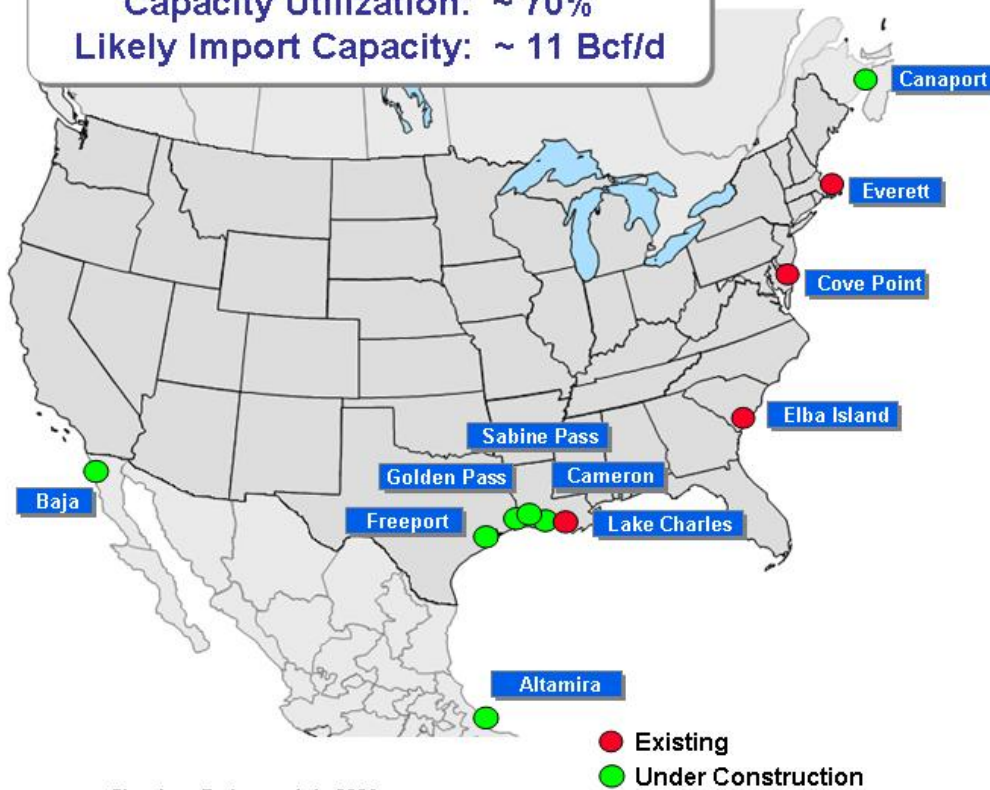 Capacity Utilization: ~ 70%
Likely Import Capacity: ~ 11 Bcf/d
Canaport
Everett
Cove Point
Elba Island
Sabine Pass
Golden Pass
Cameron
Baja
Freeport
Lake Charles
Altamira
Existing
Under Construction